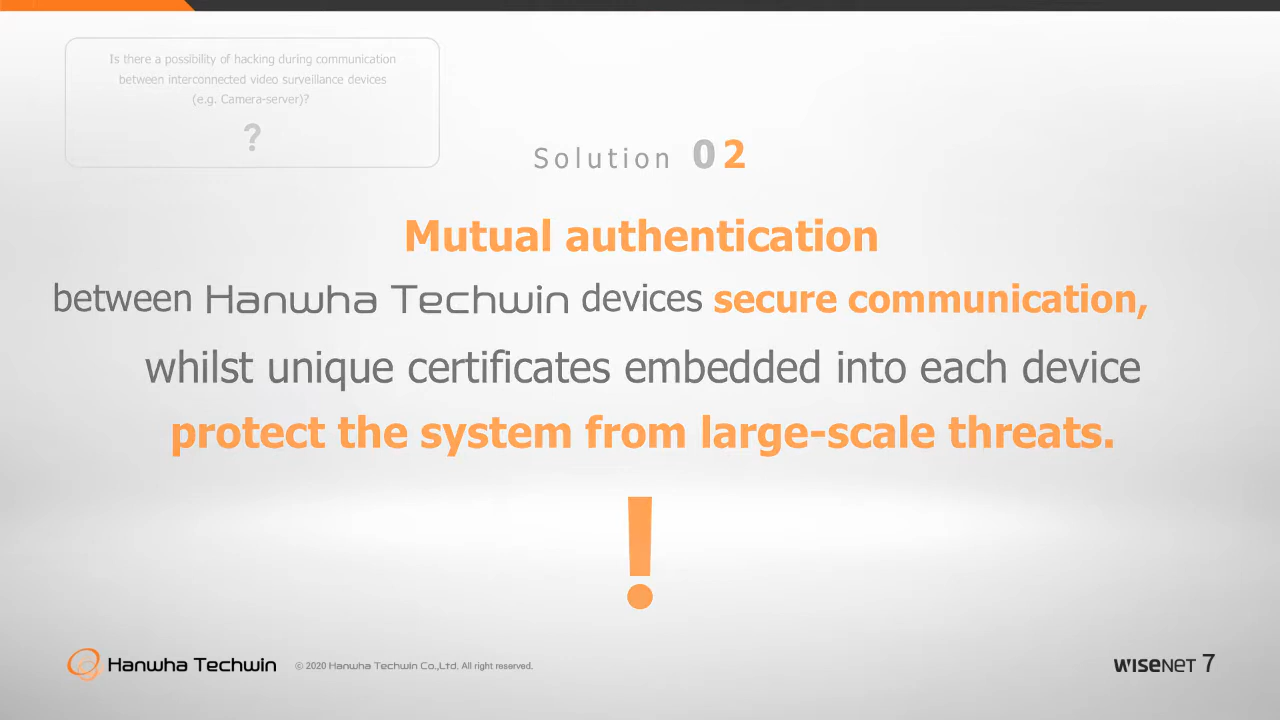 Is there a possibility of hacking during communication
between interconnected video surveillance devices
(e.g. Camera-server)?
?
Solution 02
Mutual authentication
between Hanwha Techwin devices secure communication,
whilst unique certificates embedded into each device
protect the system from large-scale threats.
!
Hanwha Techwin © 2020 Hanwha Techwin Co.,Ltd. All right reserved. WISENET 7